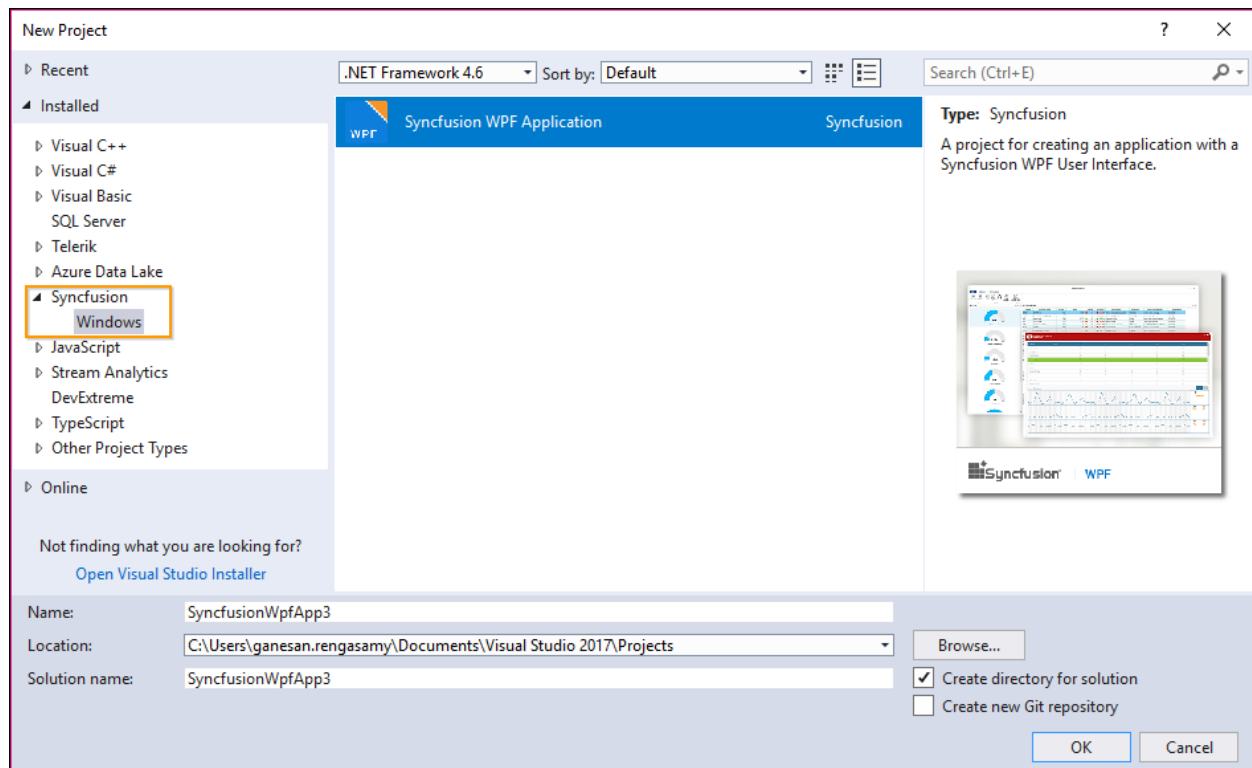 New Project
?
Recent
.NET Framework 4.6
Sort by:
Default
Search (Ctrl+E)
Installed
WPF
Syncfusion WPF Application
Syncfusion
Type: Syncfusion
A project for creating an application with a
Syncfusion WPF User Interface.
Visual C++
Visual C#
Visual Basic
SQL Server
Telerik
Azure Data Lake
Syncfusion
Windows
JavaScript
Stream Analytics
DevExtreme
TypeScript
Other Project Types
Syncfusion WPF
Online
Not finding what you are looking for?
Open Visual Studio Installer
Name:
SyncfusionWpfApp3
Location:
C:\Users\ganesan.rengasamy\Documents\Visual Studio 2017\Projects
Browse...
Solution name:
SyncfusionWpfApp3
Create directory for solution
Create new Git repository
OK
Cancel